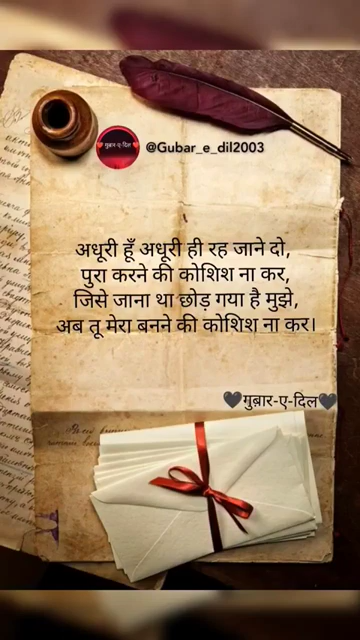 गुबार-ए-दिल
@Gubar_e_dil2003
अधूरी हूँ अधूरी ही रह जाने दो,
पुरा करने की कोशिश ना कर,
जिसे जाना था छोड़ गया है मुझे,
अब तू मेरा बनने की कोशिश ना कर।
🖤गुब़ार-ए-दिल🖤